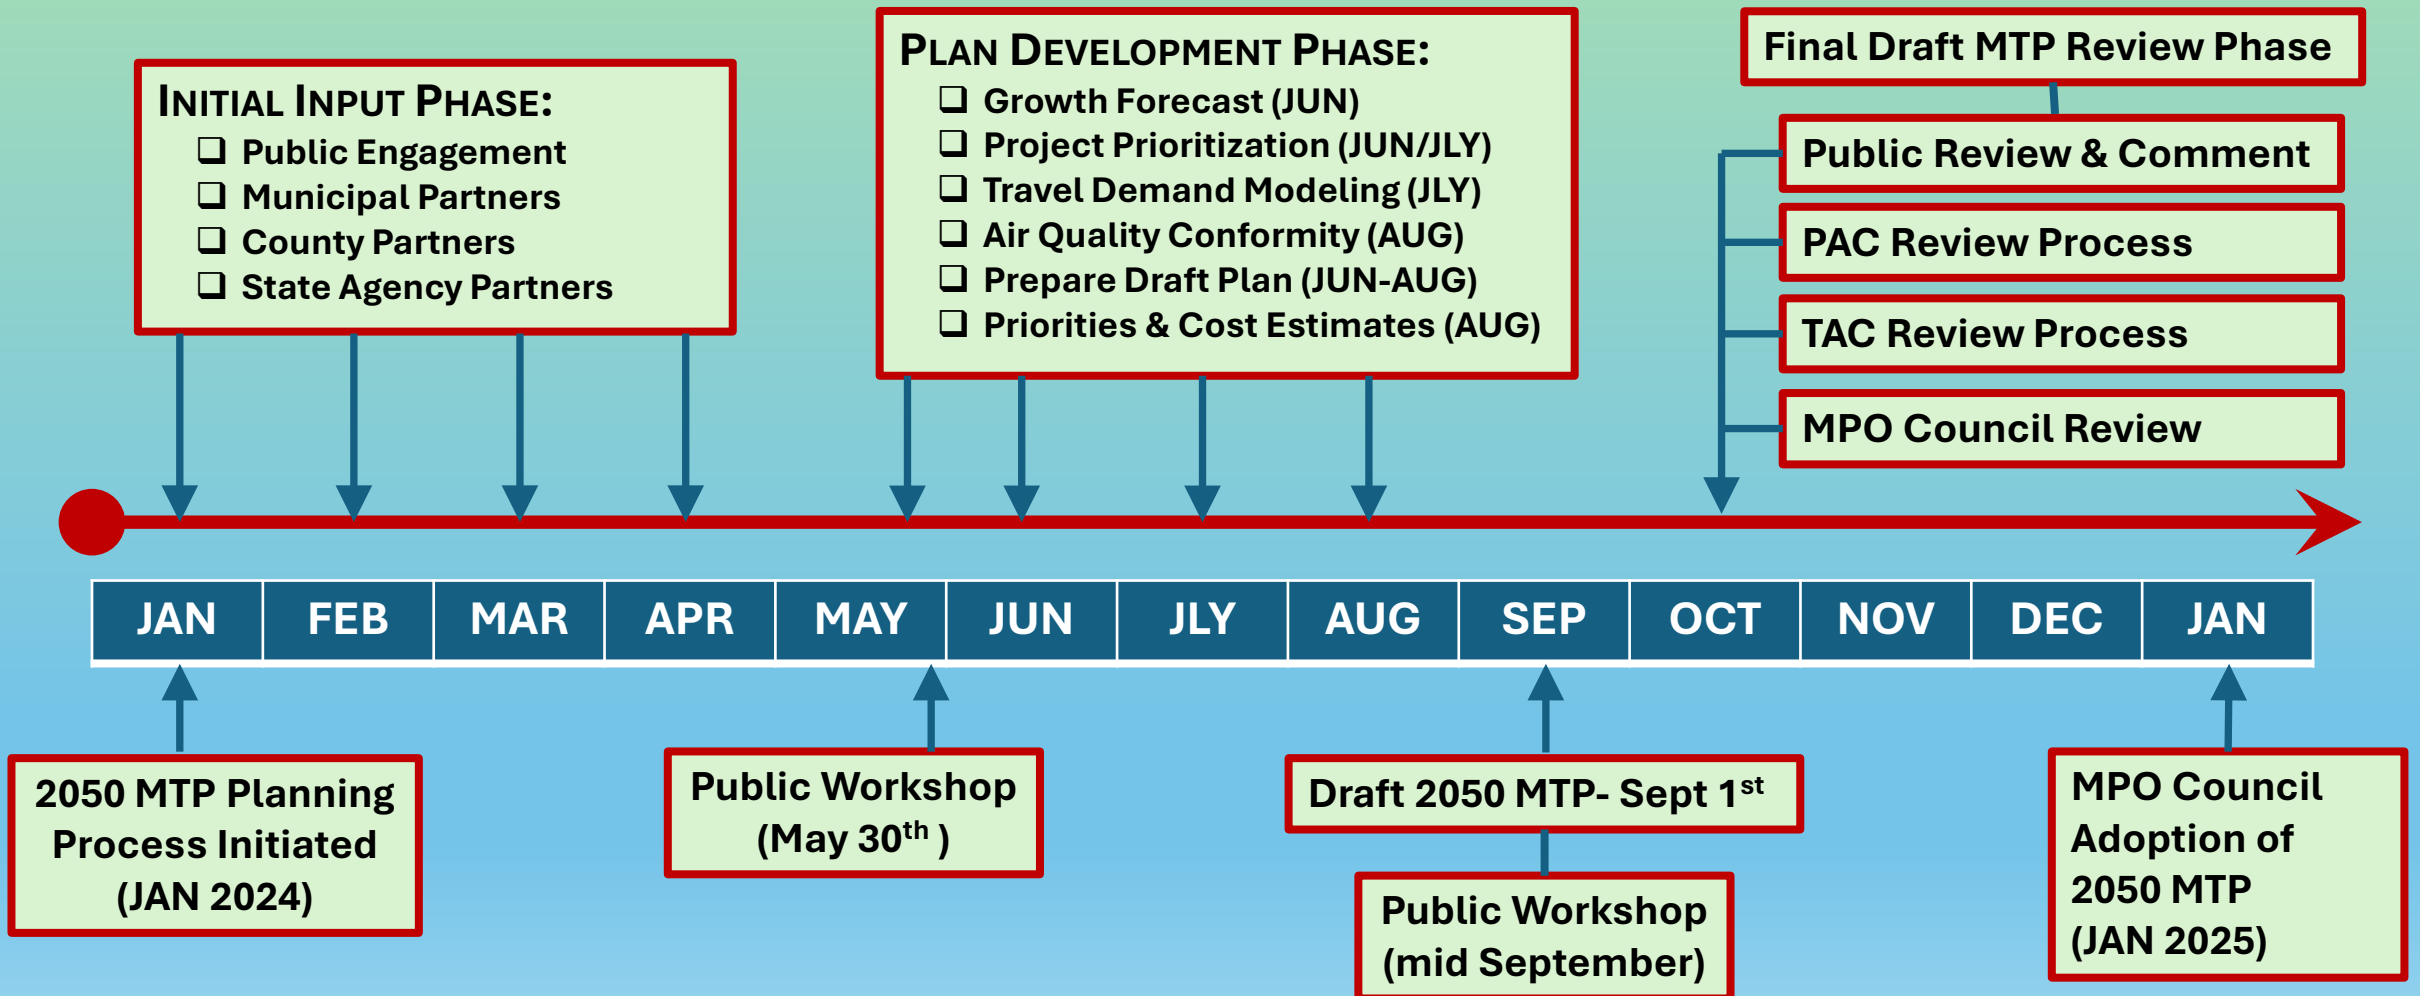 INITIAL INPUT PHASE:
❑ Public Engagement
❑ Municipal Partners
❑ County Partners
❑ State Agency Partners
PLAN DEVELOPMENT PHASE:
❑ Growth Forecast (JUN)
❑ Project Prioritization (JUN/JLY)
❑ Travel Demand Modeling (JLY)
❑ Air Quality Conformity (AUG)
❑ Prepare Draft Plan (JUN-AUG)
❑ Priorities & Cost Estimates (AUG)
Final Draft MTP Review Phase
Public Review & Comment
PAC Review Process
TAC Review Process
MPO Council Review
JAN FEB MAR APR MAY JUN JLY AUG SEP OCT NOV DEC JAN
2050 MTP Planning
Process Initiated
(JAN 2024)
Public Workshop
(May 30th )
Draft 2050 MTP- Sept 1st
Public Workshop
(mid September)
MPO Council
Adoption of
2050 MTP
(JAN 2025)